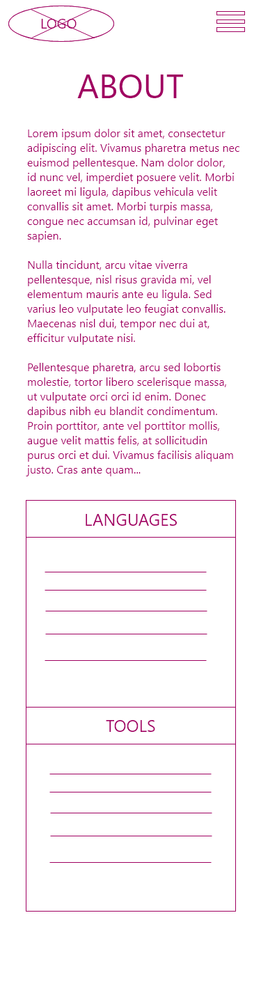 LOGO
ABOUT
Lorem ipsum dolor sit amet, consectetur
adipiscing elit. Vivamus pharetra metus nec
euismod pellentesque. Nam dolor dolor,
id nunc vel, imperdiet posuere velit. Morbi
laoreet mi ligula, dapibus vehicula velit
convallis sit amet. Morbi turpis massa,
congue nec accumsan id, pulvinar eget
sapien.
Nulla tincidunt, arcu vitae viverra
pellentesque, nisl risus gravida mi, vel
elementum mauris ante eu ligula. Sed
varius leo vulputate leo feugiat convallis.
Maecenas nisl dui, tempor nec dui at,
efficitur vulputate nisi.
Pellentesque pharetra, arcu sed lobortis
molestie, tortor libero scelerisque massa,
ut vulputate orci orci id enim. Donec
dapibus nibh eu blandit condimentum.
Proin porttitor, ante vel porttitor mollis,
augue velit mattis felis, at sollicitudin
purus orci et dui. Vivamus facilisis aliquam
justo. Cras ante quam...
LANGUAGES
TOOLS